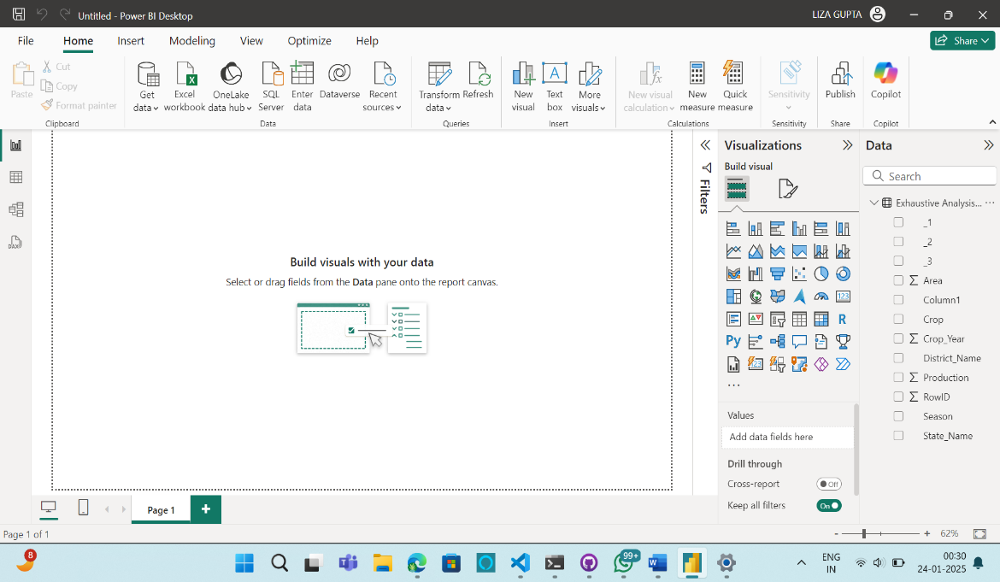 Untitled - Power BI Desktop
LIZA GUPTA
File Home Insert Modeling View Optimize Help
Share
Paste
Cut
Copy
Format painter
Clipboard
Get data
Excel workbook
OneLake data hub
SQL Server
Enter data
Dataverse
Recent sources
Data
Transform data
Refresh
Queries
New visual
Text box
More visuals
Insert
New visual calculation
New measure
Quick measure
Calculations
Sensitivity
Sensitivity
Publish
Share
Copilot
Copilot
Build visuals with your data
Select or drag fields from the Data pane onto the report canvas.
Filters
Visualizations
Build visual
123
R
Py
123
Values
Add data fields here
Drill through
Cross-report
Off
Keep all filters
On
Data
Search
Exhaustive Analysis...
_1
_2
_3
Area
Column1
Crop
Crop_Year
District_Name
Production
RowID
Season
State_Name
Page 1
Page 1 of 1
62%
8
99+
ENG
IN
00:30
24-01-2025